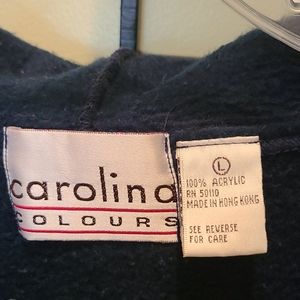 carolina
COLOURS
L
100% ACRYLIC
RN 50110
MADE IN HONG KONG
SEE REVERSE
FOR CARE